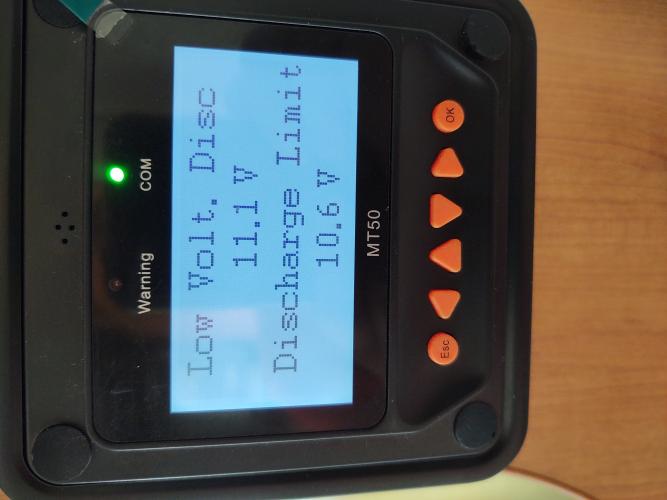 Warning COM
Low Volt. Disc
11.1 V
Discharge Limit
10.6 V
MT50
Esc OK